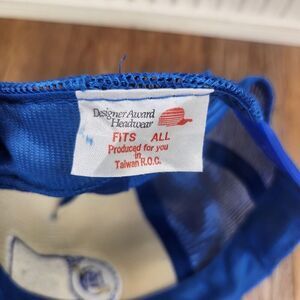 Designer Award
Headwear
FITS ALL
Produced for you
in
Taiwan R.O.C.